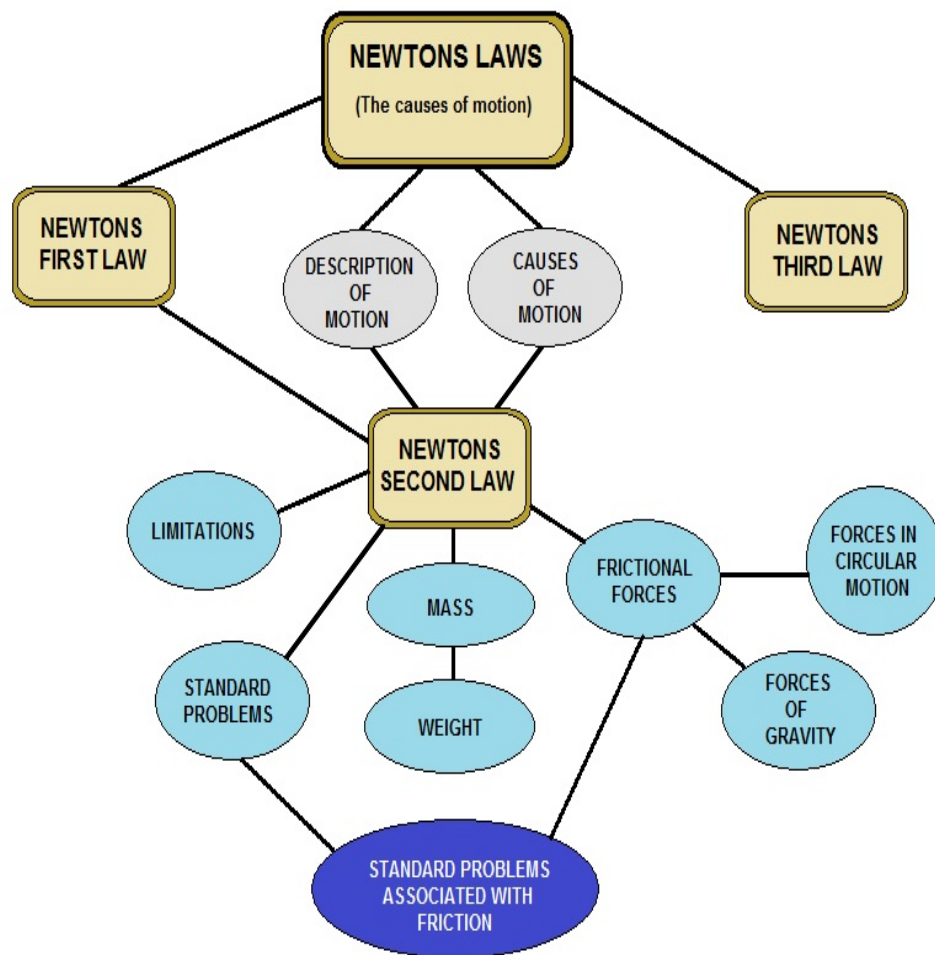 NEWTONS LAWS
(The causes of motion)
NEWTONS
FIRST LAW
DESCRIPTION
OF
MOTION
CAUSES
OF
MOTION
NEWTONS
THIRD LAW
NEWTONS
SECOND LAW
LIMITATIONS
FRICTIONAL
FORCES
FORCES IN
CIRCULAR
MOTION
MASS
STANDARD
PROBLEMS
WEIGHT
FORCES
OF
GRAVITY
STANDARD PROBLEMS
ASSOCIATED WITH
FRICTION